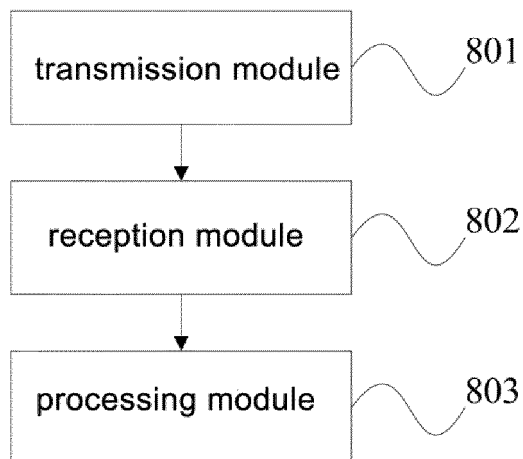 transmission module
801
reception module
802
processing module
803